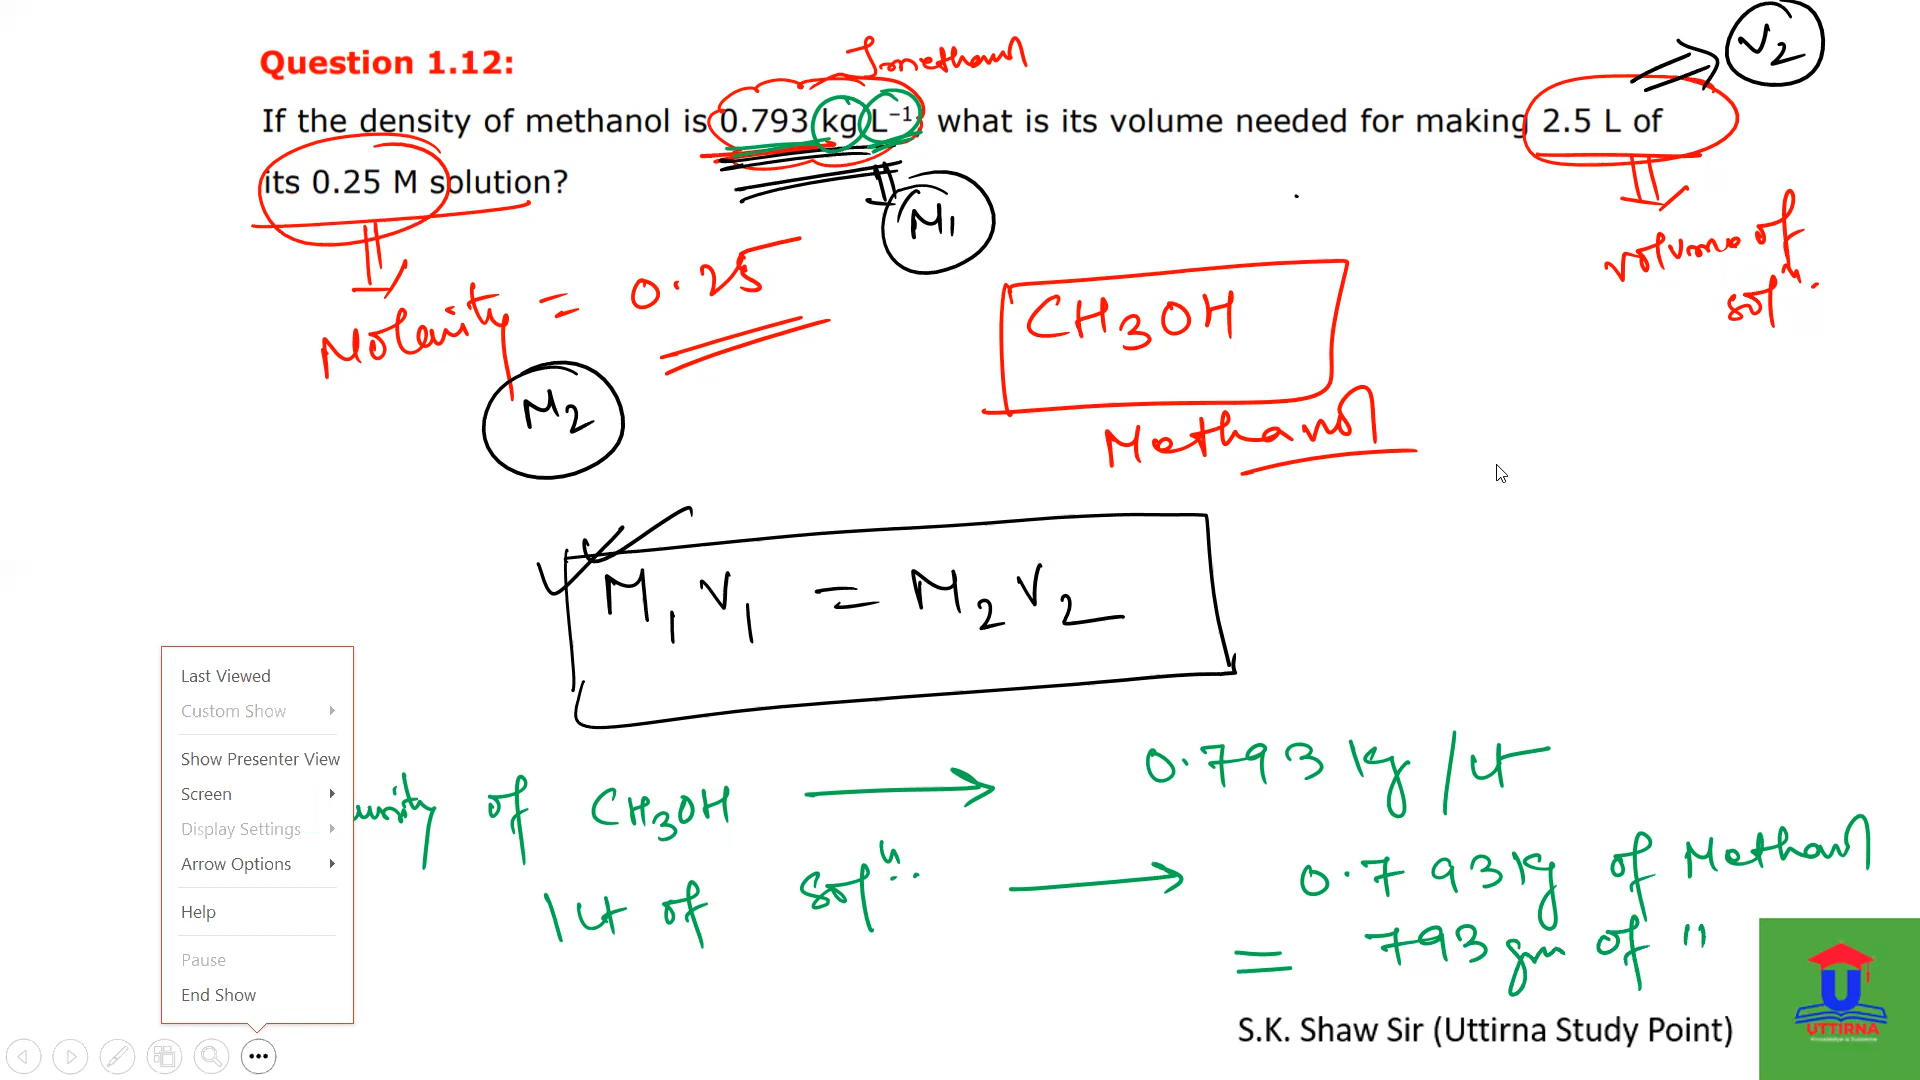 V2
Question 1.12:
If the density of methanol is 0.793 kg L⁻¹, what is its volume needed for making 2.5 L of
its 0.25 M solution?
M1
Molarity = 0.25
volume of
solⁿ.
CH3OH
M2
Methanol
M1 V1 = M2 V2
Last Viewed
Custom Show
Show Presenter View
Screen
Display Settings
Arrow Options
Help
Pause
End Show
of CH3OH → 0.793 kg/lt
1 lt of solⁿ. → 0.793 kg of Methanol
= 793 gm of "
S.K. Shaw Sir (Uttirna Study Point)
U
UTTIRNA